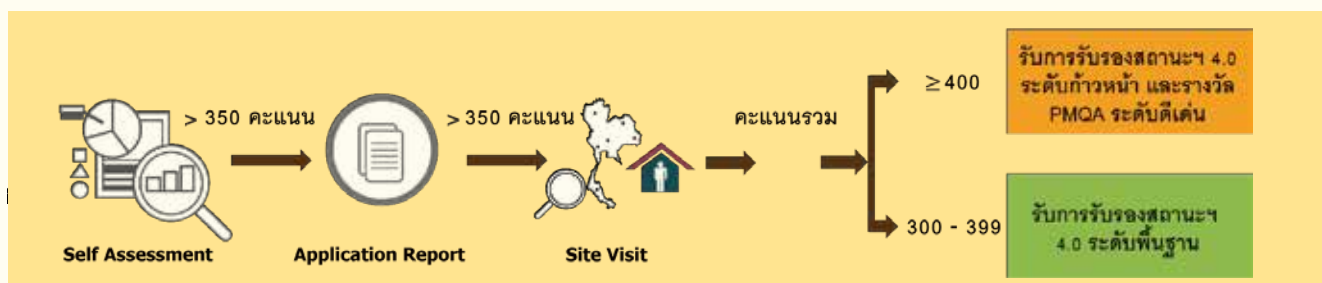 Self Assessment
> 350 คะแนน
Application Report
> 350 คะแนน
Site Visit
คะแนนรวม
≥400
รับการรับรองสถานะฯ 4.0
ระดับก้าวหน้า และรางวัล
PMQA ระดับดีเด่น
300 - 399
รับการรับรองสถานะฯ
4.0 ระดับพื้นฐาน